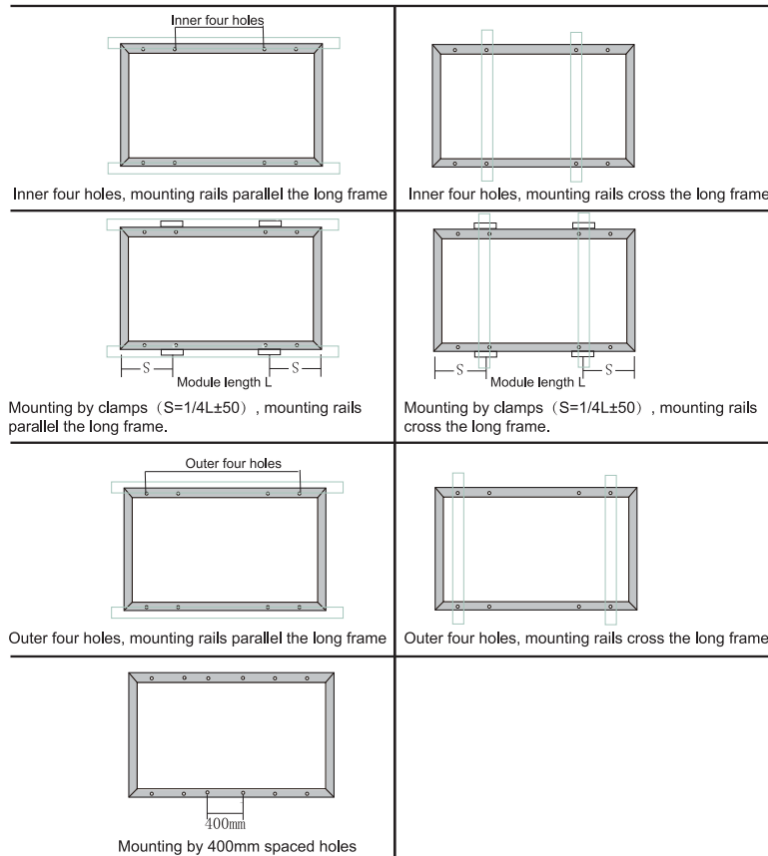 Inner four holes
Inner four holes, mounting rails parallel the long frame
Inner four holes, mounting rails cross the long frame
S
S
Module length L
Mounting by clamps（S=1/4L±50）, mounting rails
parallel the long frame.
S
S
Module length L
Mounting by clamps（S=1/4L±50）, mounting rails
cross the long frame.
Outer four holes
Outer four holes, mounting rails parallel the long frame
Outer four holes, mounting rails cross the long frame
400mm
Mounting by 400mm spaced holes